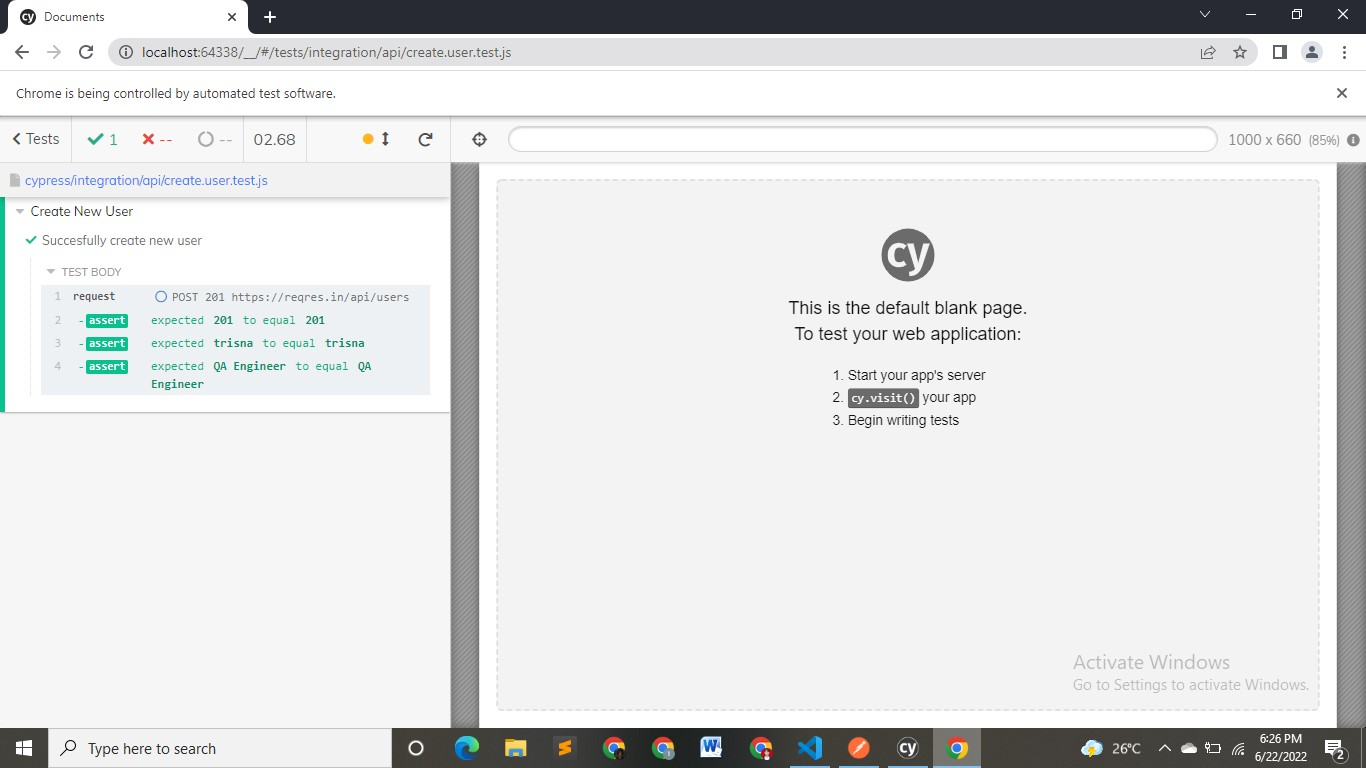 cy Documents
localhost:64338/__/#/tests/integration/api/create.user.test.js
Chrome is being controlled by automated test software.
Tests 1 -- -- 02.68 1000 x 660 (85%)
cypress/integration/api/create.user.test.js
Create New User
Succesfully create new user
TEST BODY
1 request POST 201 https://reqres.in/api/users
2 -assert expected 201 to equal 201
3 -assert expected trisna to equal trisna
4 -assert expected QA Engineer to equal QA
Engineer
cy
This is the default blank page.
To test your web application:
1. Start your app's server
2. cy.visit() your app
3. Begin writing tests
Activate Windows
Go to Settings to activate Windows.
Type here to search
cy
26°C
6:26 PM
6/22/2022
2